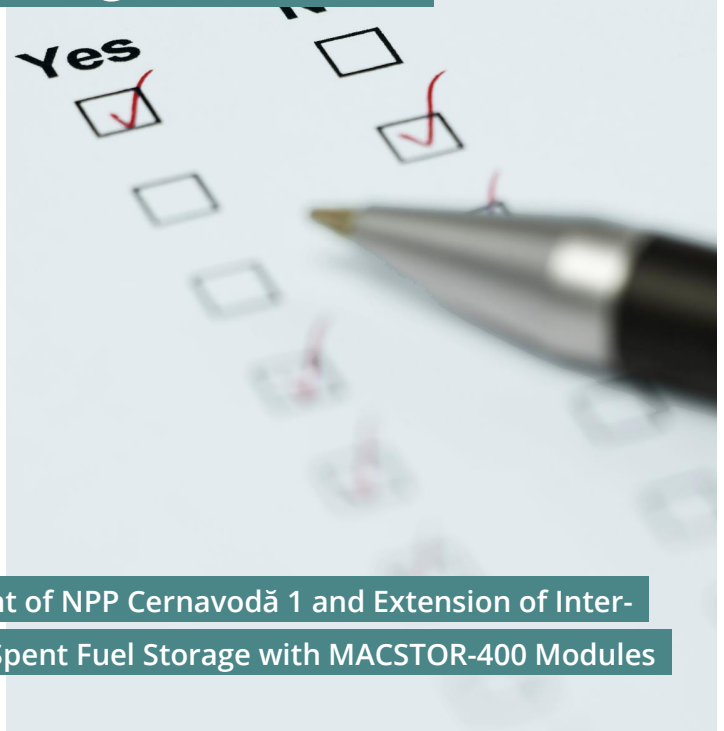 Yes
nt of NPP Cernavodă 1 and Extension of Inter-
Spent Fuel Storage with MACSTOR-400 Modules